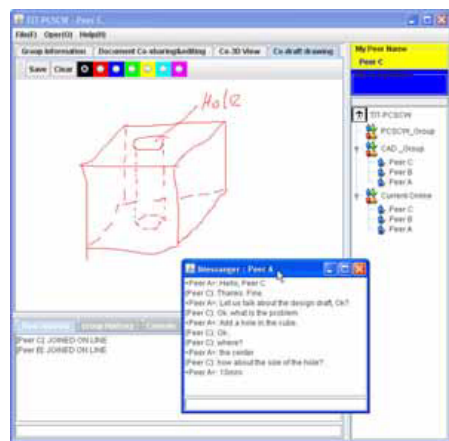 TIT-PCSCW - Peer C
File(F) Oper(O) Help(H)
Group Information Document Co-sharing&editing Co-3D View Co-draft drawing
Save Clear
Hole
My Peer Name
Peer C
TIT-PCSCW
PCSCW_Group
CAD_Group
Peer C
Peer B
Peer A
Current Online
Peer C
Peer B
Peer A
Messanger : Peer A
<Peer A>: Hello, Peer C
(Peer C): Thanks. Fine.
<Peer A>: Let us talk about the design draft, Ok?
(Peer C): Ok. what is the problem
<Peer A>: Add a hole in the cube.
(Peer C): Ok.
(Peer C): where?
<Peer A>: the center
(Peer C): how about the size of the hole?
<Peer A>: 10mm
[Peer C]: JOINED ON LINE
[Peer B]: JOINED ON LINE